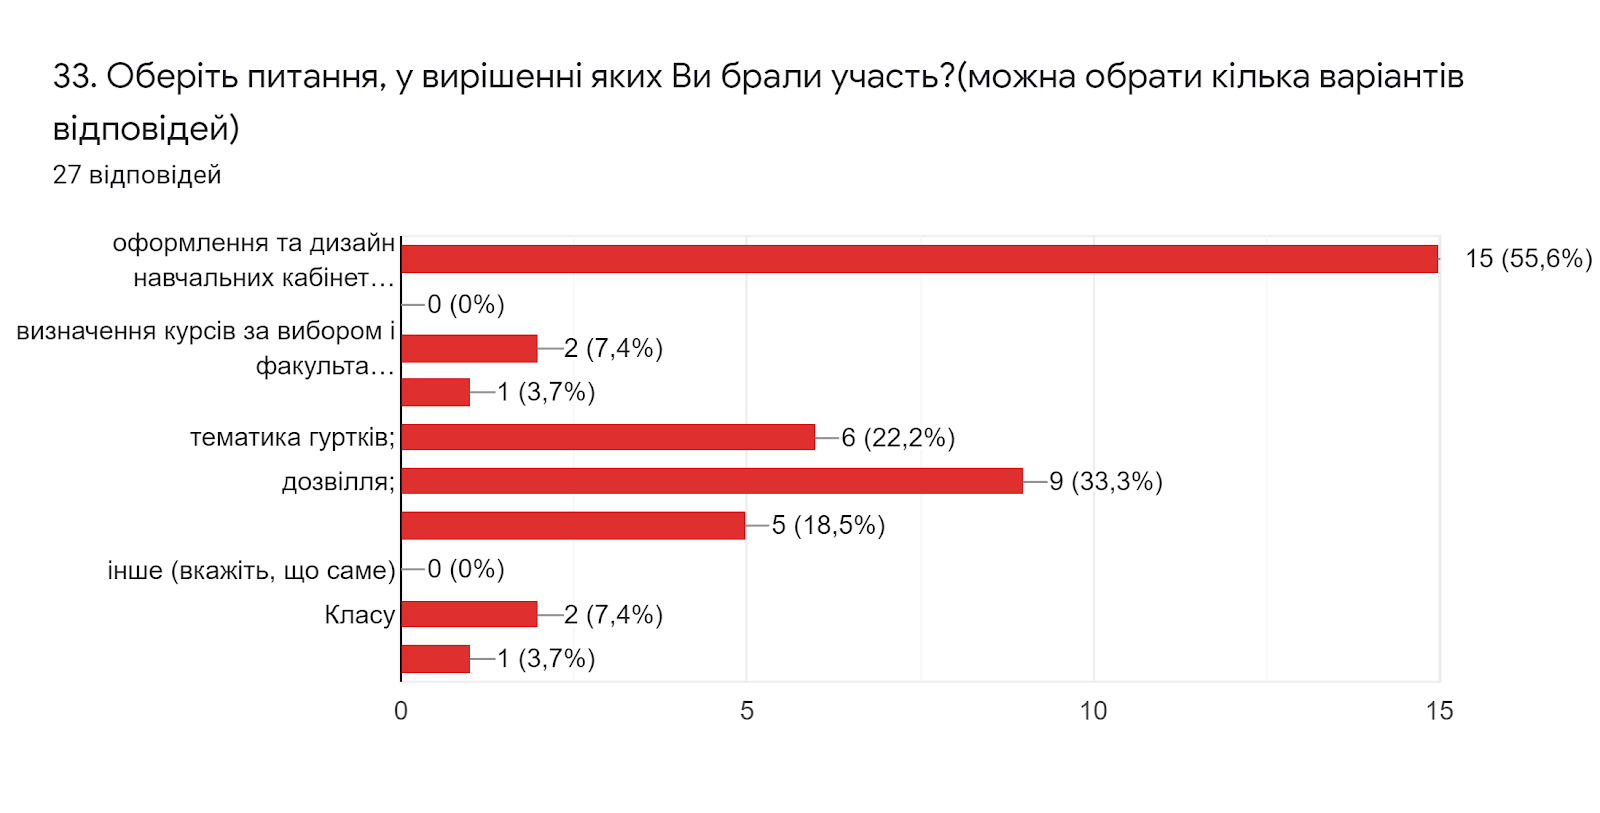 33. Оберіть питання, у вирішенні яких Ви брали участь?(можна обрати кілька варіантів
відповідей)
27 відповідей
оформлення та дизайн
навчальних кабінет…
15 (55,6%)
0 (0%)
визначення курсів за вибором і
факульта…
2 (7,4%)
1 (3,7%)
тематика гуртків;
6 (22,2%)
дозвілля;
9 (33,3%)
5 (18,5%)
інше (вкажіть, що саме)
0 (0%)
Класу
2 (7,4%)
1 (3,7%)
0
5
10
15